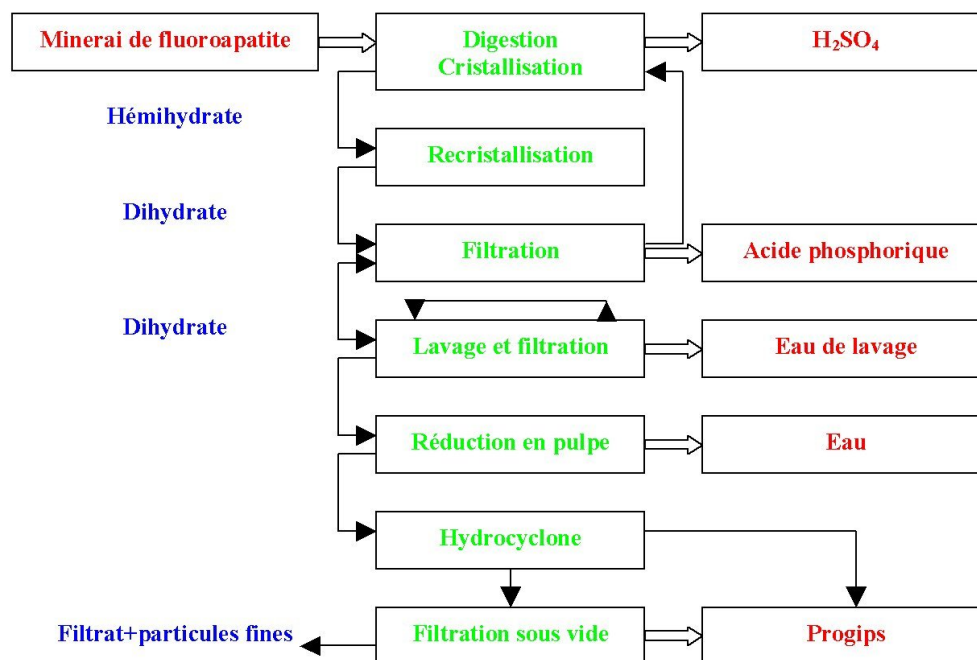 Minerai de fluoroapatite
Digestion
Cristallisation
H₂SO₄
Hémihydrate
Recristallisation
Dihydrate
Filtration
Acide phosphorique
Dihydrate
Lavage et filtration
Eau de lavage
Réduction en pulpe
Eau
Hydrocyclone
Filtrat+particules fines
Filtration sous vide
Progips